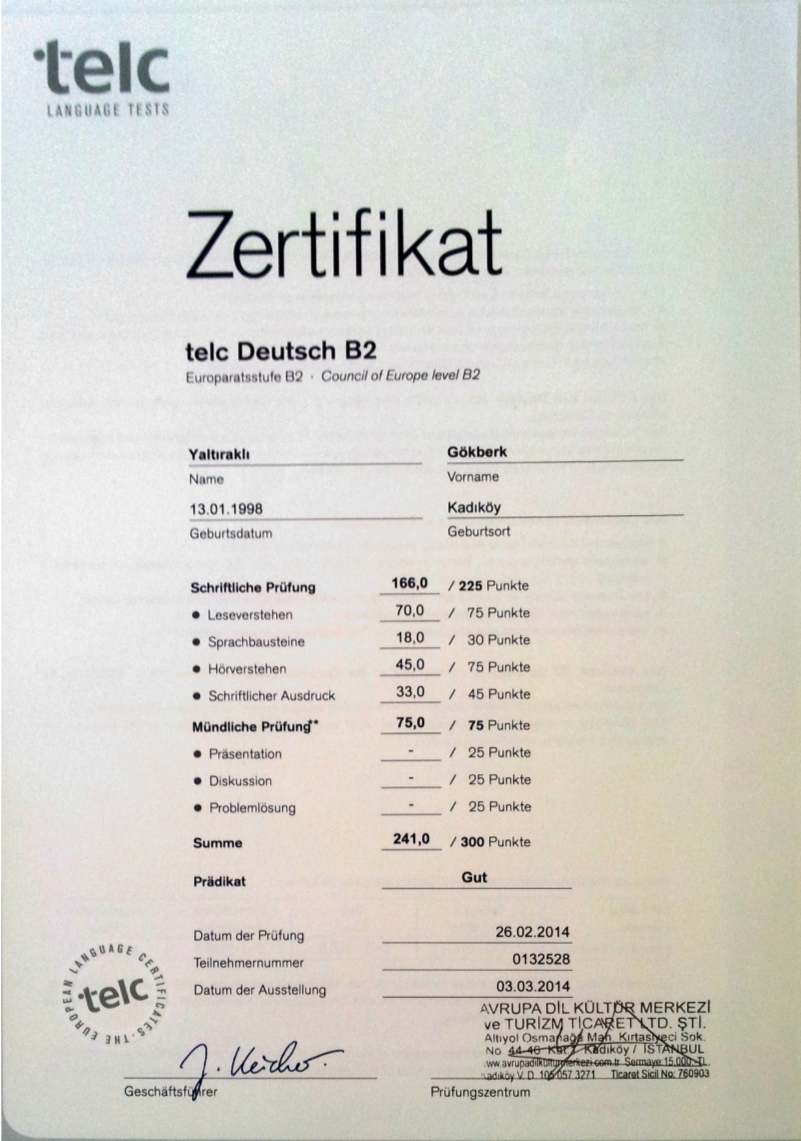 telc
LANGUAGE TESTS
Zertifikat
telc Deutsch B2
Europaratsstufe B2 · Council of Europe level B2
Yaltıraklı Gökberk
Name Vorname
13.01.1998 Kadıköy
Geburtsdatum Geburtsort
Schriftliche Prüfung 166,0 / 225 Punkte
• Leseverstehen 70,0 / 75 Punkte
• Sprachbausteine 18,0 / 30 Punkte
• Hörverstehen 45,0 / 75 Punkte
• Schriftlicher Ausdruck 33,0 / 45 Punkte
Mündliche Prüfung** 75,0 / 75 Punkte
• Präsentation - / 25 Punkte
• Diskussion - / 25 Punkte
• Problemlösung - / 25 Punkte
Summe 241,0 / 300 Punkte
Prädikat Gut
Datum der Prüfung 26.02.2014
Teilnehmernummer 0132528
Datum der Ausstellung 03.03.2014
telc
THE EUROPEAN LANGUAGE CERTIFICATES
AVRUPA DİL KÜLTÜR MERKEZİ
ve TURİZM TİCARET LTD. ŞTİ.
Altıyol Osmanağa Mah. Kırtasiyeci Sok.
No 44-46 Kadıköy / İSTANBUL
www.avrupadilkulturmerkezi.com.tr Sermaye:15.000.-TL
Kadıköy V. D. 105 057 3271 Ticaret Sicil No: 760903
Geschäftsführer Prüfungszentrum